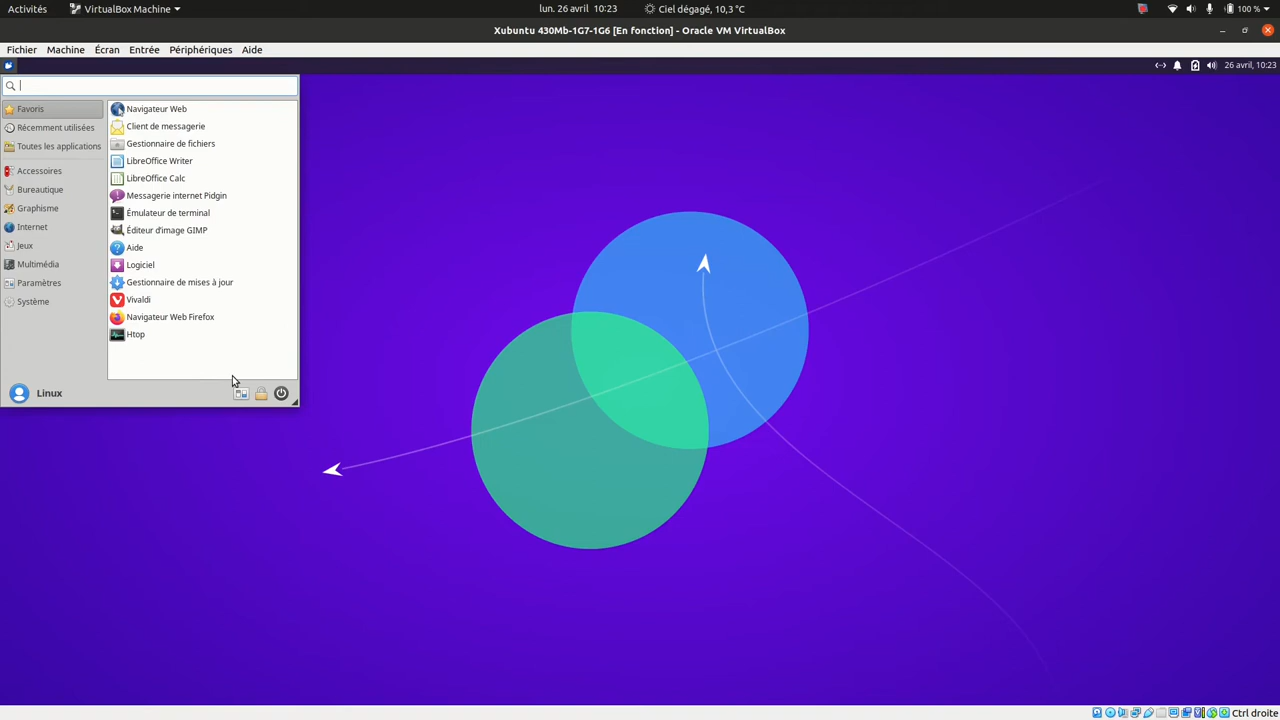 Activités
VirtualBox Machine
lun. 26 avril 10:23
Ciel dégagé, 10,3 °C
100 %
Xubuntu 430Mb-1G7-1G6 [En fonction] - Oracle VM VirtualBox
Fichier Machine Écran Entrée Périphériques Aide
26 avril, 10:23
Favoris
Récemment utilisées
Toutes les applications
Accessoires
Bureautique
Graphisme
Internet
Jeux
Multimédia
Paramètres
Système
Navigateur Web
Client de messagerie
Gestionnaire de fichiers
LibreOffice Writer
LibreOffice Calc
Messagerie internet Pidgin
Émulateur de terminal
Éditeur d'image GIMP
Aide
Logiciel
Gestionnaire de mises à jour
Vivaldi
Navigateur Web Firefox
Htop
Linux
Ctrl droite